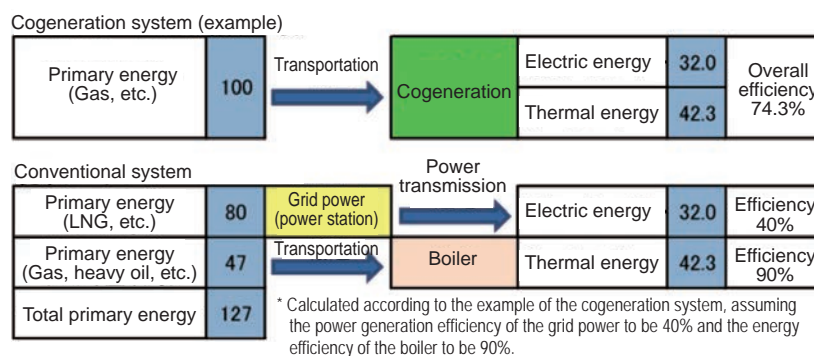 Cogeneration system (example)
Primary energy
(Gas, etc.)
100
Transportation
Cogeneration
Electric energy
32.0
Thermal energy
42.3
Overall
efficiency
74.3%
Conventional system
Primary energy
(LNG, etc.)
80
Grid power
(power station)
Power
transmission
Electric energy
32.0
Efficiency
40%
Primary energy
(Gas, heavy oil, etc.)
47
Transportation
Boiler
Thermal energy
42.3
Efficiency
90%
Total primary energy
127
* Calculated according to the example of the cogeneration system, assuming
the power generation efficiency of the grid power to be 40% and the energy
efficiency of the boiler to be 90%.